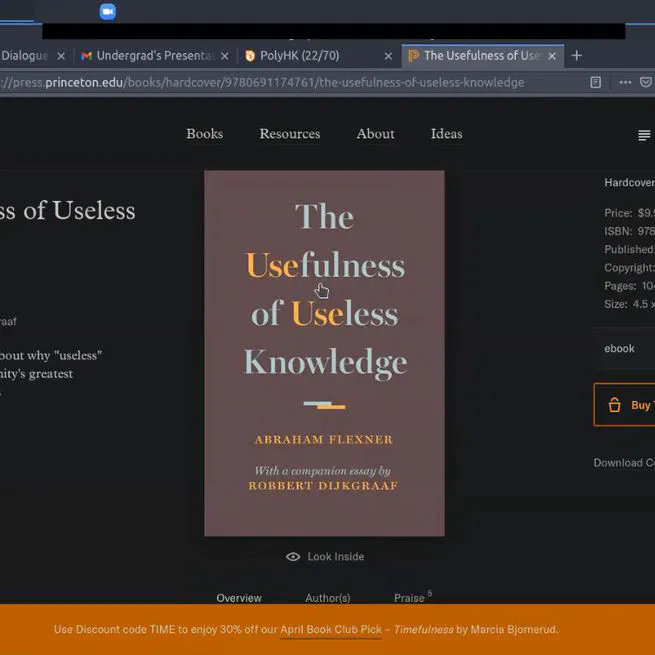 Dialogue
Undergrad's Presenta
PolyHK (22/70)
The Usefulness of Use
://press.princeton.edu/books/hardcover/9780691174761/the-usefulness-of-useless-knowledge
Books Resources About Ideas
ss of Useless
raaf
bout why "useless"
nity's greatest
The
Usefulness
of Useless
Knowledge
ABRAHAM FLEXNER
With a companion essay by
ROBBERT DIJKGRAAF
Look Inside
Overview Author(s) Praise 5
Hardcover
Price: $9.9
ISBN: 978
Published:
Copyright:
Pages: 10
Size: 4.5 x
ebook
Buy
Download Co
Use Discount code TIME to enjoy 30% off our April Book Club Pick – Timefulness by Marcia Bjornerud.